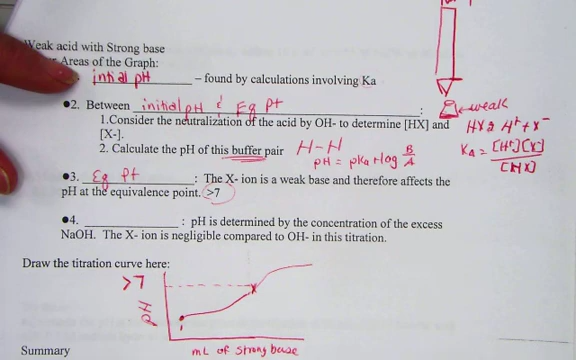 Weak acid with Strong base
Areas of the Graph:
initial pH – found by calculations involving Ka
●2. Between initial pH & Eq pt :
1.Consider the neutralization of the acid by OH- to determine [HX] and
[X-].
2. Calculate the pH of this buffer pair H-H
pH = pKa + log B/A
←weak
HX ⇌ H+ + X-
KA = [H+][X-]/[HX]
●3. Eq pt : The X- ion is a weak base and therefore affects the
pH at the equivalence point. >7
●4. : pH is determined by the concentration of the excess
NaOH. The X- ion is negligible compared to OH- in this titration.
Draw the titration curve here:
>7
pH
mL of strong base
Summary